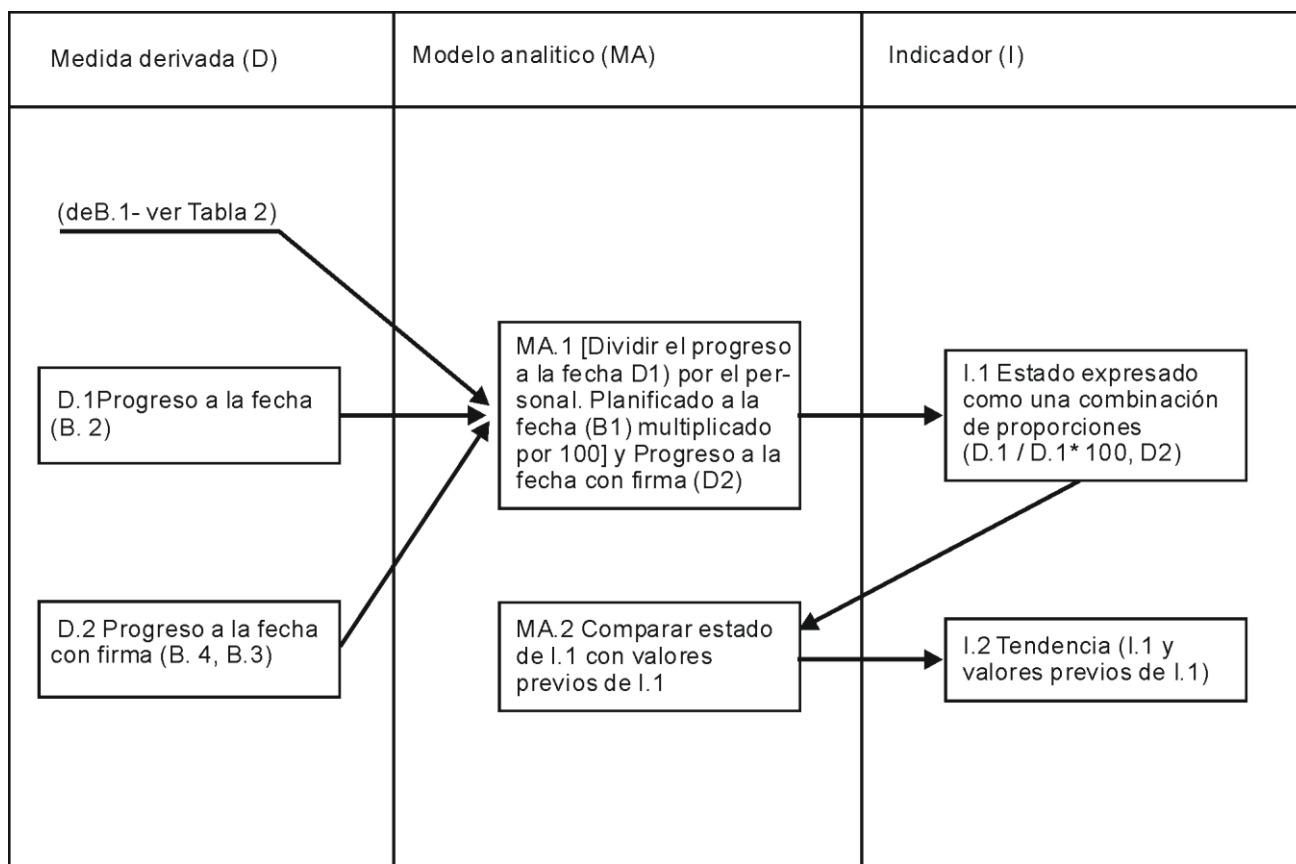 Medida derivada (D)
Modelo analitico (MA)
Indicador (I)
(deB.1- ver Tabla 2)
D.1Progreso a la fecha
(B. 2)
D.2 Progreso a la fecha
con firma (B. 4, B.3)
MA.1 [Dividir el progreso
a la fecha D1) por el per-
sonal. Planificado a la
fecha (B1) multiplicado
por 100] y Progreso a la
fecha con firma (D2)
MA.2 Comparar estado
de I.1 con valores
previos de I.1
I.1 Estado expresado
como una combinación
de proporciones
(D.1 / D.1* 100, D2)
I.2 Tendencia (I.1 y
valores previos de I.1)